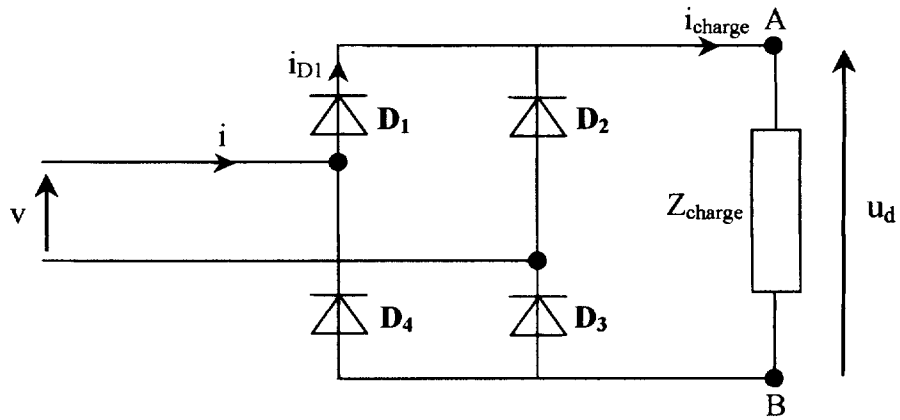 i_charge A
i_D1
D₁ D₂
i
v
Z_charge u_d
D₄ D₃
B